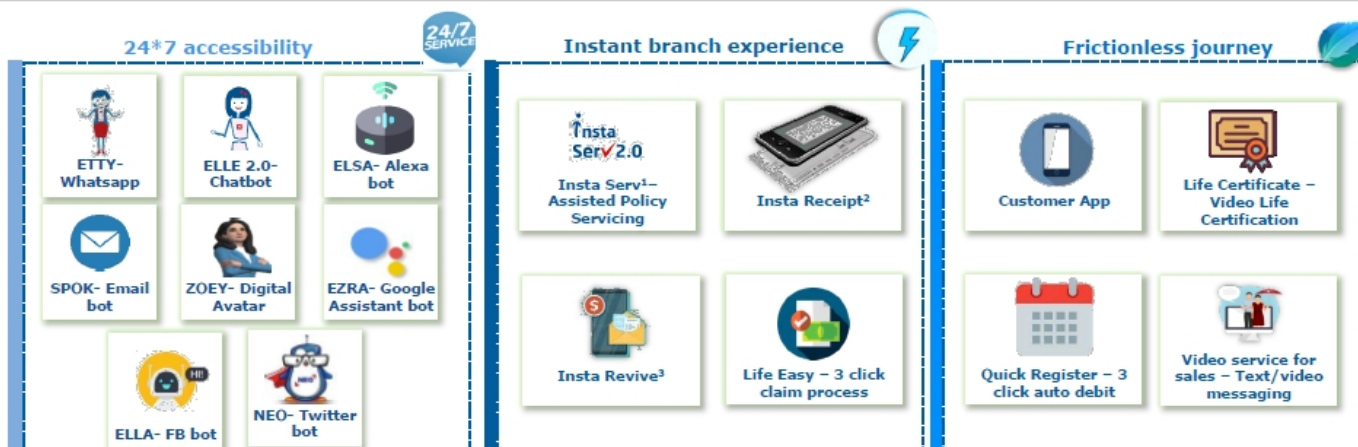 24*7 accessibility
24/7
SERVICE
ETTY-
Whatsapp
ELLE 2.0-
Chatbot
ELSA- Alexa
bot
SPOK- Email
bot
ZOEY- Digital
Avatar
EZRA- Google
Assistant bot
HI!
ELLA- FB bot
NEO
NEO- Twitter
bot
Instant branch experience
Insta
Serv 2.0
Insta Serv¹–
Assisted Policy
Servicing
Insta Receipt²
Insta Revive³
Life Easy – 3 click
claim process
Frictionless journey
Customer App
Life Certificate –
Video Life
Certification
Quick Register – 3
click auto debit
Video service for
sales – Text/video
messaging